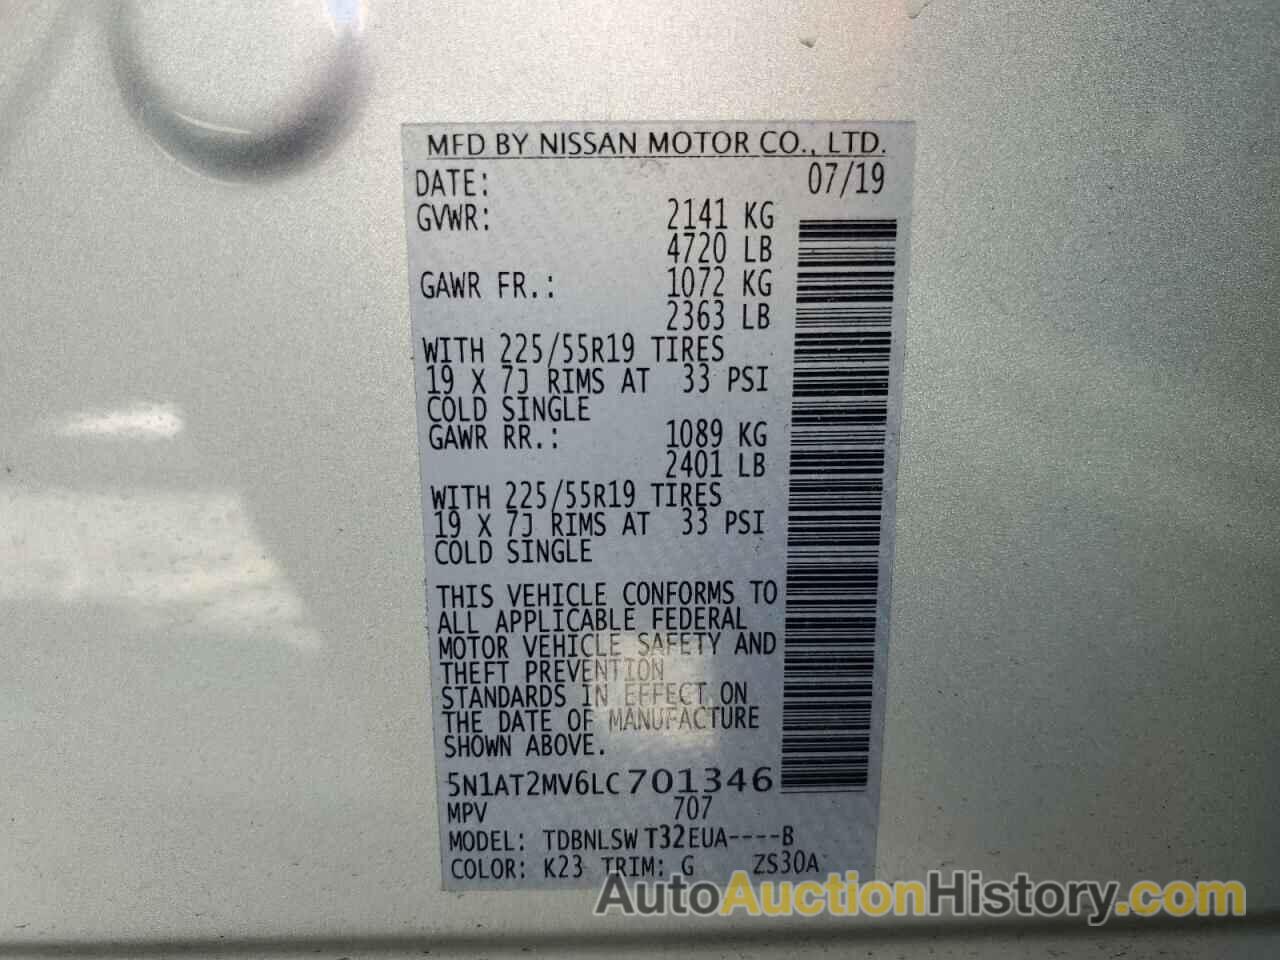 MFD BY NISSAN MOTOR CO., LTD.
DATE: 07/19
GVWR: 2141 KG
4720 LB
GAWR FR.: 1072 KG
2363 LB
WITH 225/55R19 TIRES
19 X 7J RIMS AT 33 PSI
COLD SINGLE
GAWR RR.: 1089 KG
2401 LB
WITH 225/55R19 TIRES
19 X 7J RIMS AT 33 PSI
COLD SINGLE
THIS VEHICLE CONFORMS TO
ALL APPLICABLE FEDERAL
MOTOR VEHICLE SAFETY AND
THEFT PREVENTION
STANDARDS IN EFFECT ON
THE DATE OF MANUFACTURE
SHOWN ABOVE.
5N1AT2MV6LC701346
MPV 707
MODEL: TDBNLSW T32EUA----B
COLOR: K23 TRIM: G ZS30A
AutoAuctionHistory.com